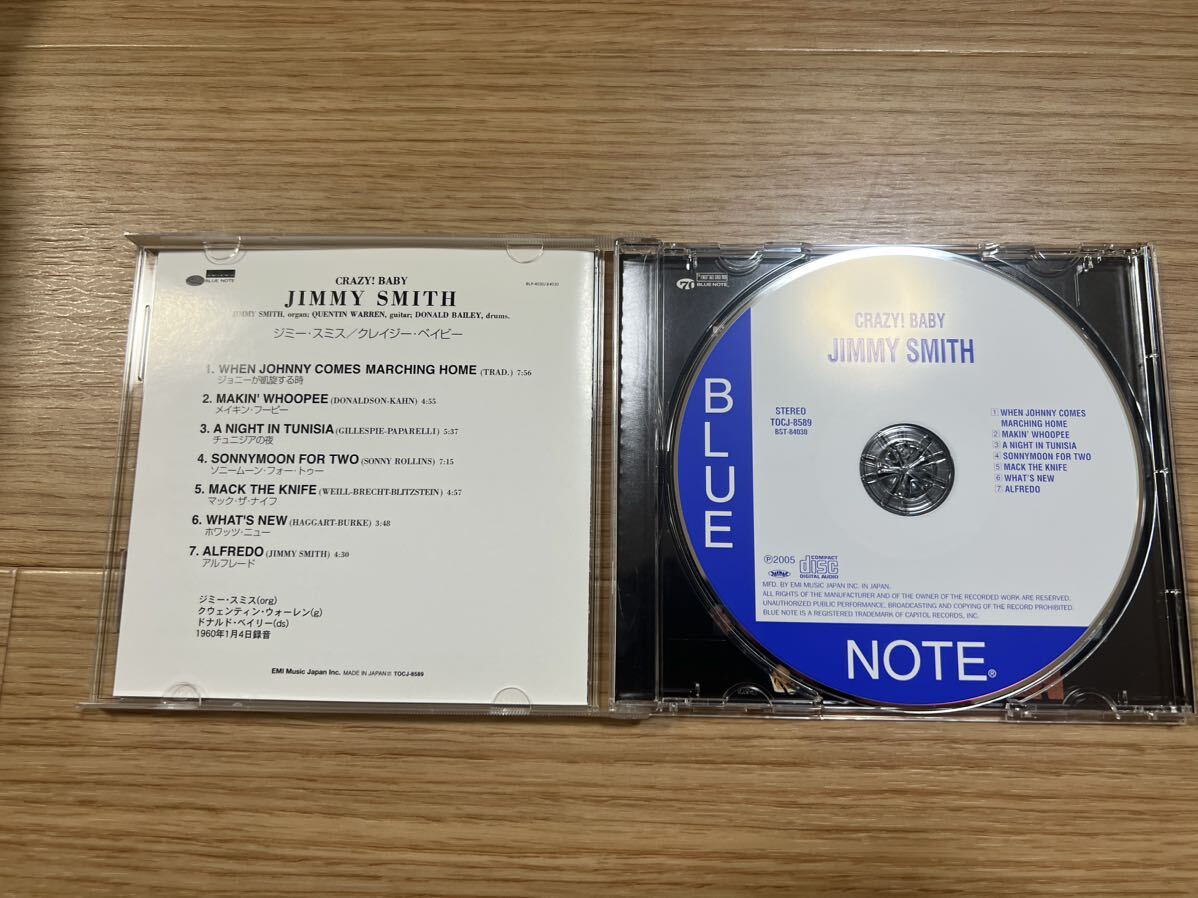 BLUE NOTE
BLP-4030/84030
CRAZY! BABY
JIMMY SMITH
JIMMY SMITH, organ; QUENTIN WARREN, guitar; DONALD BAILEY, drums.
ジミー・スミス/クレイジー・ベイビー
1. WHEN JOHNNY COMES MARCHING HOME (TRAD.) 7:56
ジョニーが凱旋する時
2. MAKIN' WHOOPEE (DONALDSON-KAHN) 4:55
メイキン・フーピー
3. A NIGHT IN TUNISIA (GILLESPIE-PAPARELLI) 5:37
チュニジアの夜
4. SONNYMOON FOR TWO (SONNY ROLLINS) 7:15
ソニームーン・フォー・トゥー
5. MACK THE KNIFE (WEILL-BRECHT-BLITZSTEIN) 4:57
マック・ザ・ナイフ
6. WHAT'S NEW (HAGGART-BURKE) 3:48
ホワッツ・ニュー
7. ALFREDO (JIMMY SMITH) 4:30
アルフレード
ジミー・スミス(org)
クウェンティン・ウォーレン(g)
ドナルド・ベイリー(ds)
1960年1月4日録音
EMI Music Japan Inc. MADE IN JAPAN TOCJ-8589
70
BLUE NOTE.
CRAZY! BABY
JIMMY SMITH
BLUE
STEREO
TOCJ-8589
BST-84030
1 WHEN JOHNNY COMES
MARCHING HOME
2 MAKIN' WHOOPEE
3 A NIGHT IN TUNISIA
4 SONNYMOON FOR TWO
5 MACK THE KNIFE
6 WHAT'S NEW
7 ALFREDO
Ⓟ2005
COMPACT
disc
DIGITAL AUDIO
MFD. BY EMI MUSIC JAPAN INC. IN JAPAN.
ALL RIGHTS OF THE MANUFACTURER AND OF THE OWNER OF THE RECORDED WORK ARE RESERVED.
UNAUTHORIZED PUBLIC PERFORMANCE, BROADCASTING AND COPYING OF THE RECORD PROHIBITED.
BLUE NOTE IS A REGISTERED TRADEMARK OF CAPITOL RECORDS, INC.
NOTE®